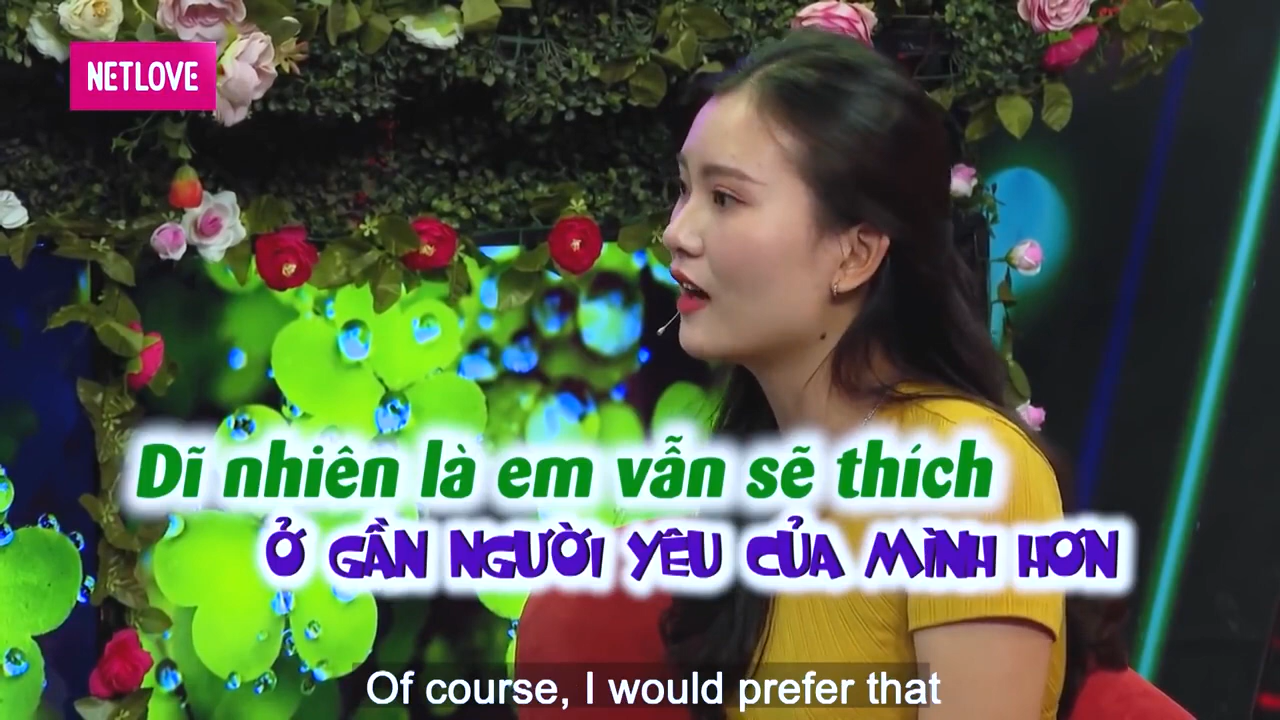 NETLOVE
Dĩ nhiên là em vẫn sẽ thích
Ở GẦN NGƯỜI YÊU CỦA MÌNH HƠN
Of course, I would prefer that